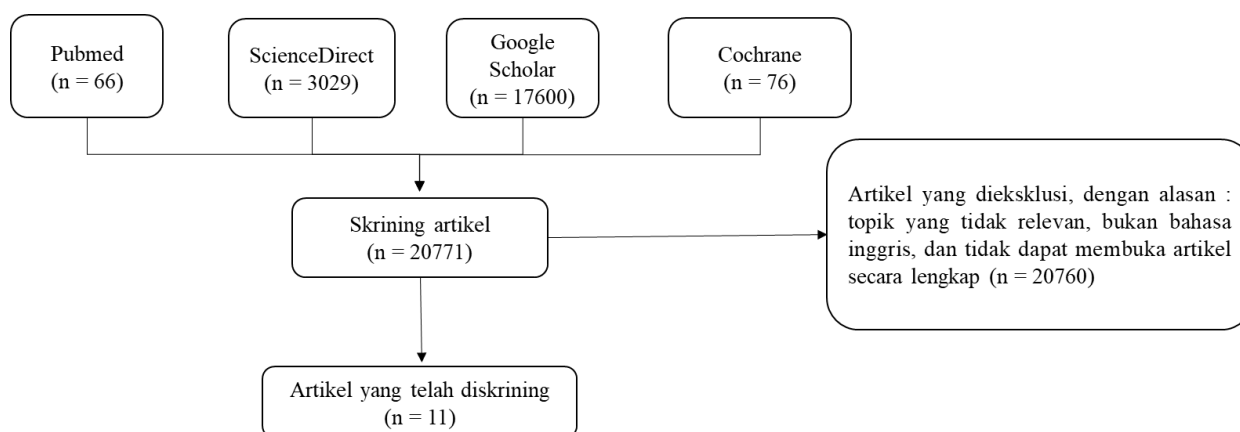 Pubmed
(n = 66)
ScienceDirect
(n = 3029)
Google
Scholar
(n = 17600)
Cochrane
(n = 76)
Skrining artikel
(n = 20771)
Artikel yang dieksklusi, dengan alasan :
topik yang tidak relevan, bukan bahasa
inggris, dan tidak dapat membuka artikel
secara lengkap (n = 20760)
Artikel yang telah diskrining
(n = 11)